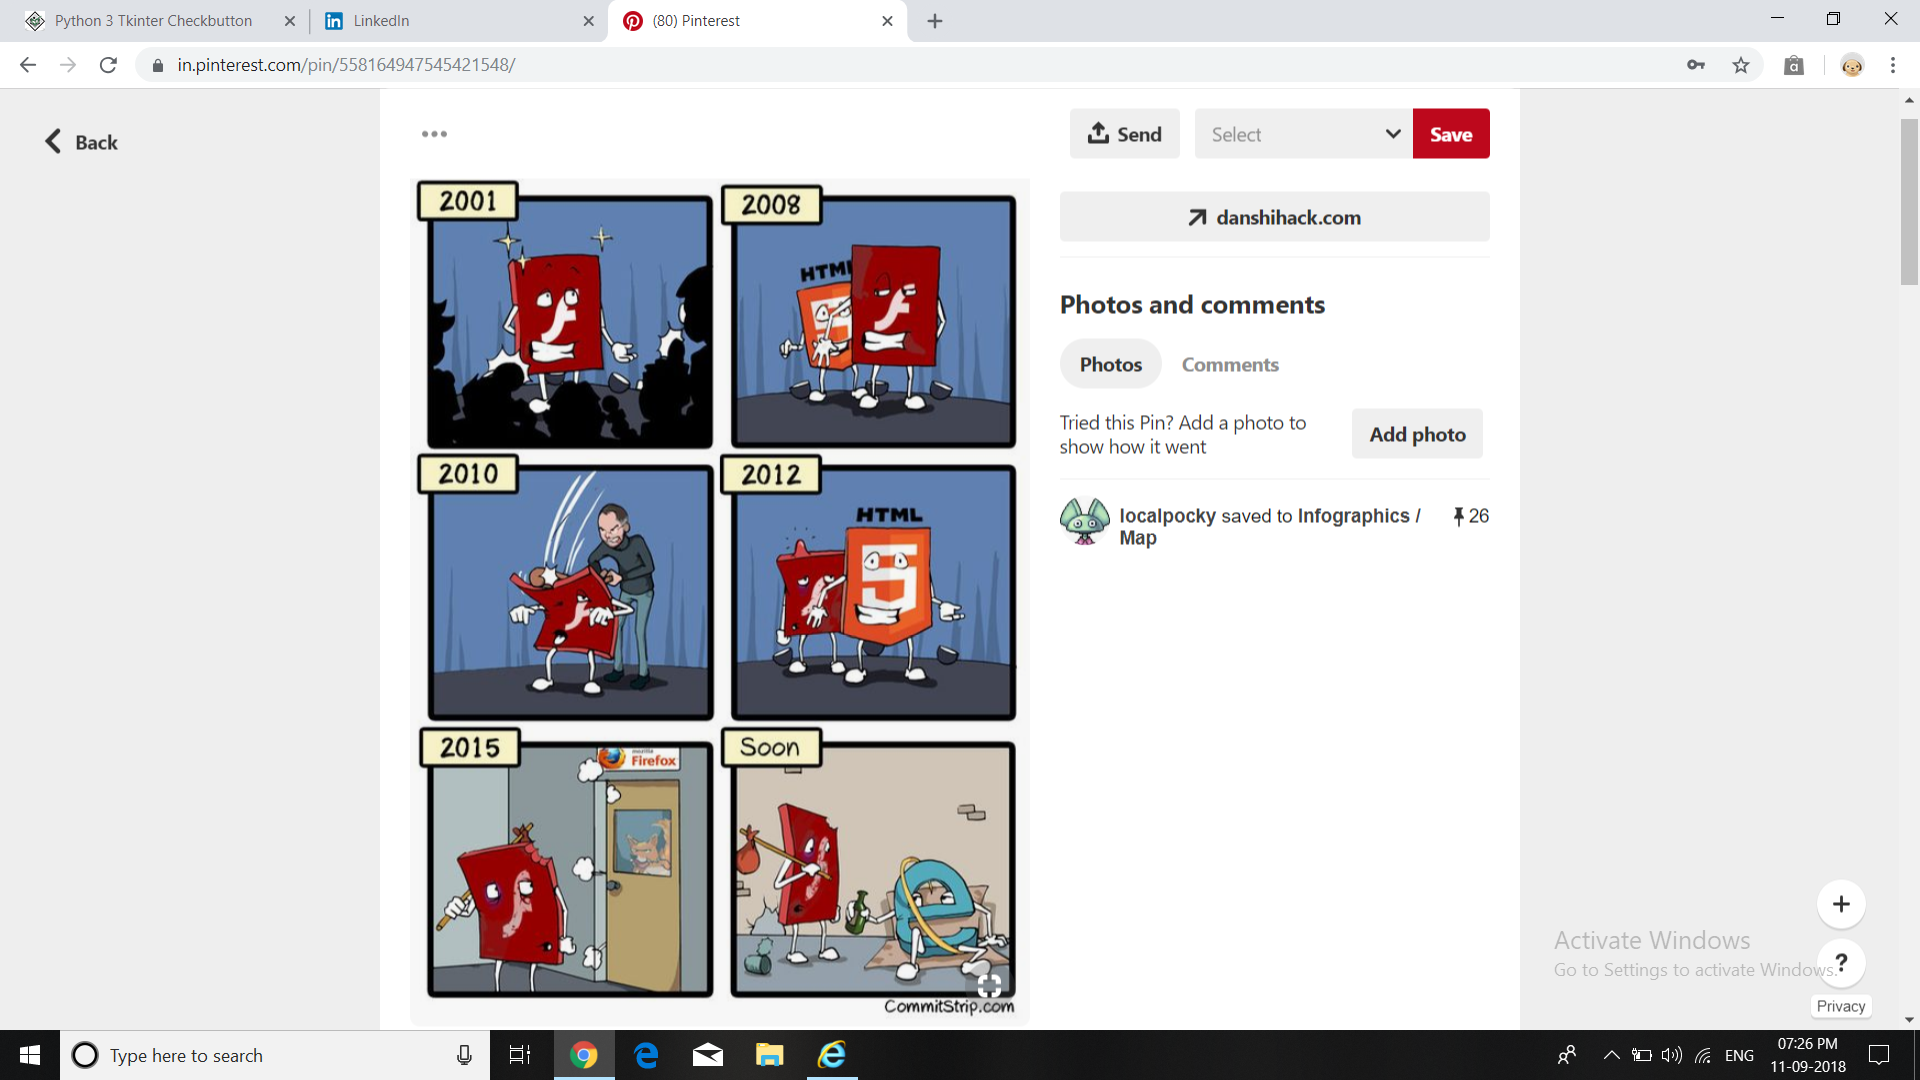 Python 3 Tkinter Checkbutton
LinkedIn
(80) Pinterest
in.pinterest.com/pin/558164947545421548/
Back
Send
Select
Save
danshihack.com
Photos and comments
Photos
Comments
Tried this Pin? Add a photo to
show how it went
Add photo
localpocky saved to Infographics /
Map
26
2001
2008
HTML
5
2010
2012
HTML
5
2015
mozilla
Firefox
Soon
CommitStrip.com
Activate Windows
Go to Settings to activate Windows.
?
Privacy
Type here to search
ENG
07:26 PM
11-09-2018